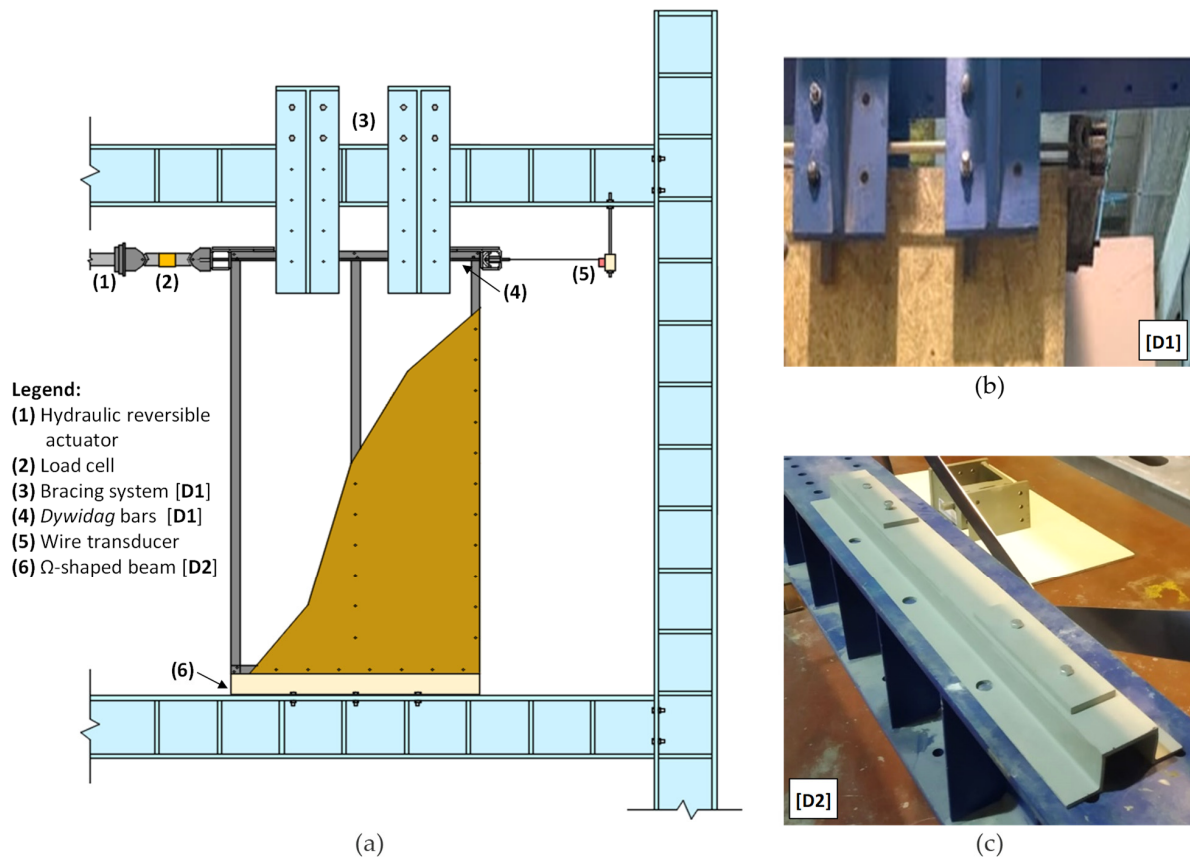 (3)
(1)
(2)
(5)
(4)
Legend:
(1) Hydraulic reversible
actuator
(2) Load cell
(3) Bracing system [D1]
(4) Dywidag bars [D1]
(5) Wire transducer
(6) Ω-shaped beam [D2]
(6)
(a)
[D1]
(b)
[D2]
(c)